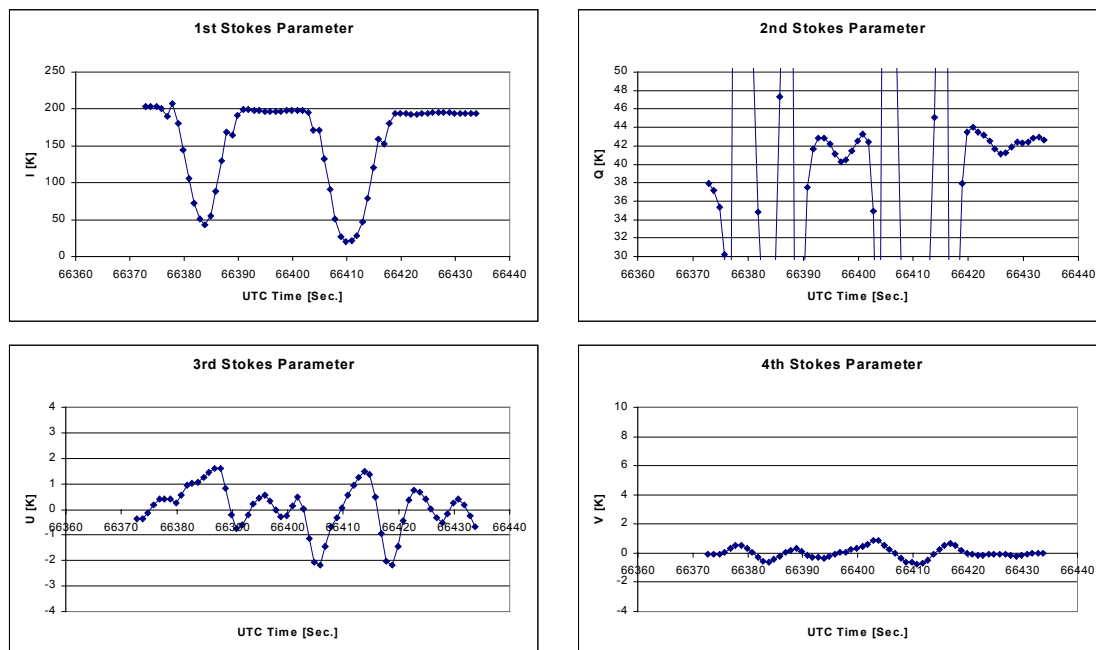 1st Stokes Parameter
250
200
150
100
50
0
I [K]
66360 66370 66380 66390 66400 66410 66420 66430 66440
UTC Time [Sec.]
2nd Stokes Parameter
50
48
46
44
42
40
38
36
34
32
30
Q [K]
66360 66370 66380 66390 66400 66410 66420 66430 66440
UTC Time [Sec.]
3rd Stokes Parameter
4
3
2
1
0
-1
-2
-3
-4
U [K]
66360 66370 66380 66390 66400 66410 66420 66430 66440
UTC Time [Sec.]
4th Stokes Parameter
10
8
6
4
2
0
-2
-4
V [K]
66360 66370 66380 66390 66400 66410 66420 66430 66440
UTC Time [Sec.]